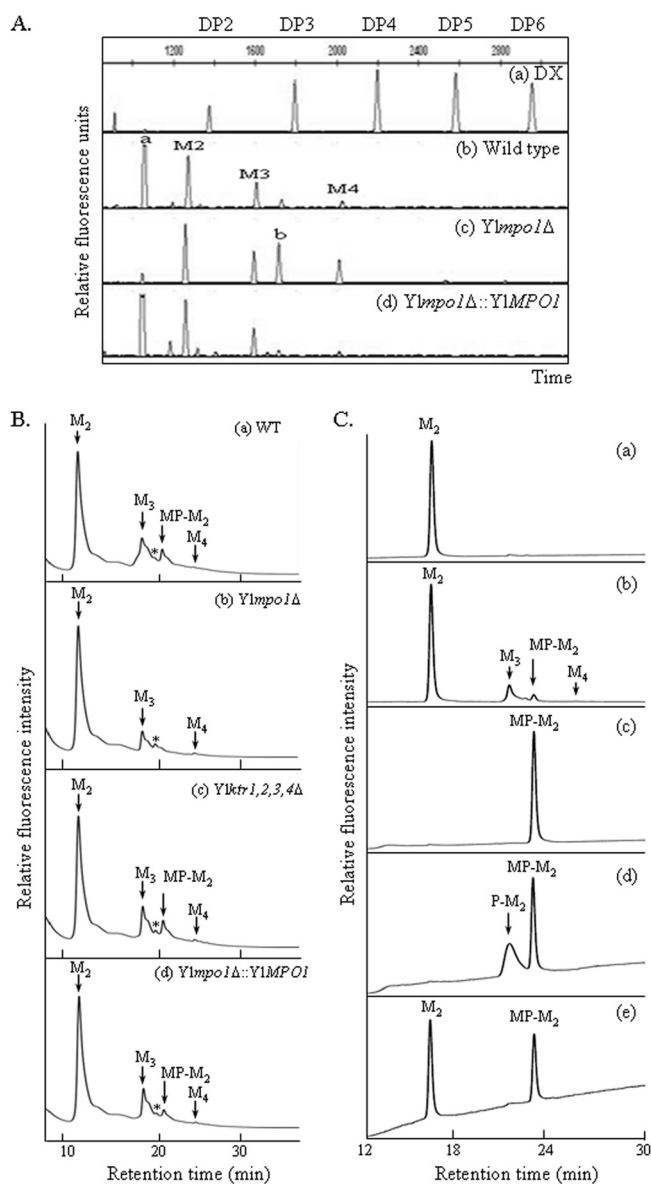 A.
DP2 DP3 DP4 DP5 DP6
1200 1600 2000 2400 2800
(a) DX
a
M2
M3
M4
(b) Wild type
b
(c) Ylmpo1Δ
(d) Ylmpo1Δ::YlMPO1
Relative fluorescence units
Time
B.
M2
(a) WT
M3
*
MP-M2
M4
M2
(b) Ylmpo1Δ
M3
*
M4
M2
(c) Ylktr1,2,3,4Δ
M3
*
MP-M2
M4
M2
(d) Ylmpo1Δ::YlMPO1
M3
*
MP-M2
M4
Relative fluorescence intensity
10 20 30
Retention time (min)
C.
M2
(a)
M2
(b)
M3
MP-M2
M4
MP-M2
(c)
MP-M2
(d)
P-M2
M2
MP-M2
(e)
Relative fluorescence intensity
12 18 24 30
Retention time (min)